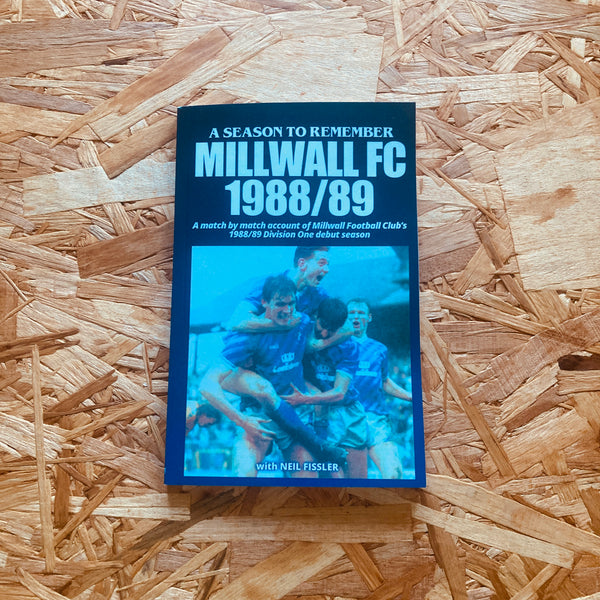 A SEASON TO REMEMBER
MILLWALL FC
1988/89
A match by match account of Millwall Football Club's
1988/89 Division One debut season
with NEIL FISSLER